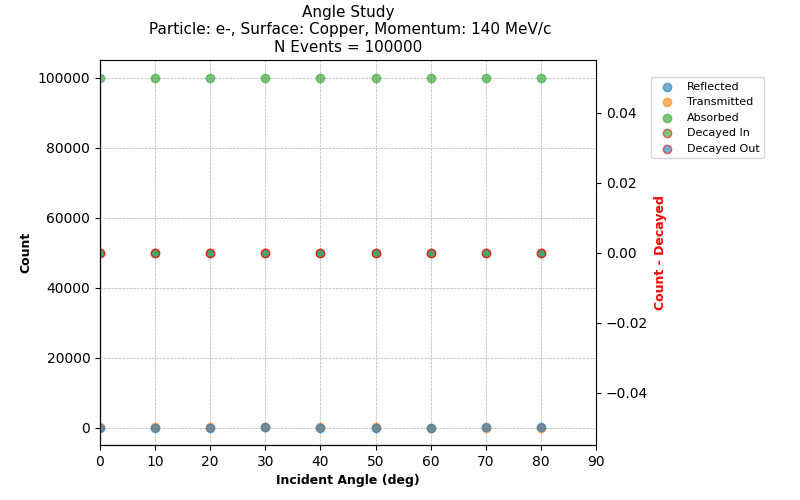 Angle Study
Particle: e-, Surface: Copper, Momentum: 140 MeV/c
N Events = 100000
100000
80000
60000
40000
20000
0
Count
0 10 20 30 40 50 60 70 80 90
Incident Angle (deg)
0.04
0.02
0.00
−0.02
−0.04
Count - Decayed
Reflected
Transmitted
Absorbed
Decayed In
Decayed Out